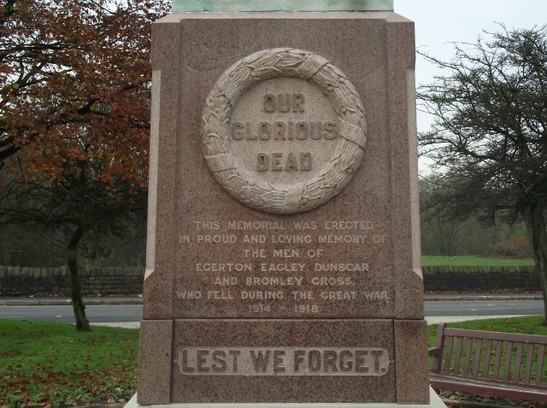 OUR
GLORIOUS
DEAD
THIS MEMORIAL WAS ERECTED
IN PROUD AND LOVING MEMORY OF
THE MEN OF
EGERTON EAGLEY DUNSCAR
AND BROMLEY CROSS.
WHO FELL DURING THE GREAT WAR
1914 - 1918.
LEST WE FORGET.